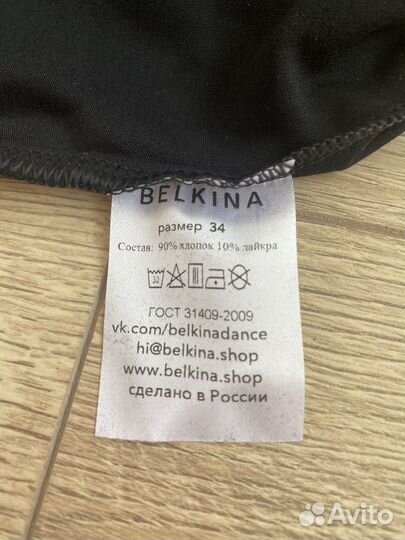 BELKINA
размер 34
Состав: 90% хлопок 10% лайкра
30
ГОСТ 31409-2009
vk.com/belkinadance
hi@belkina.shop
www.belkina.shop
сделано в России
Avito